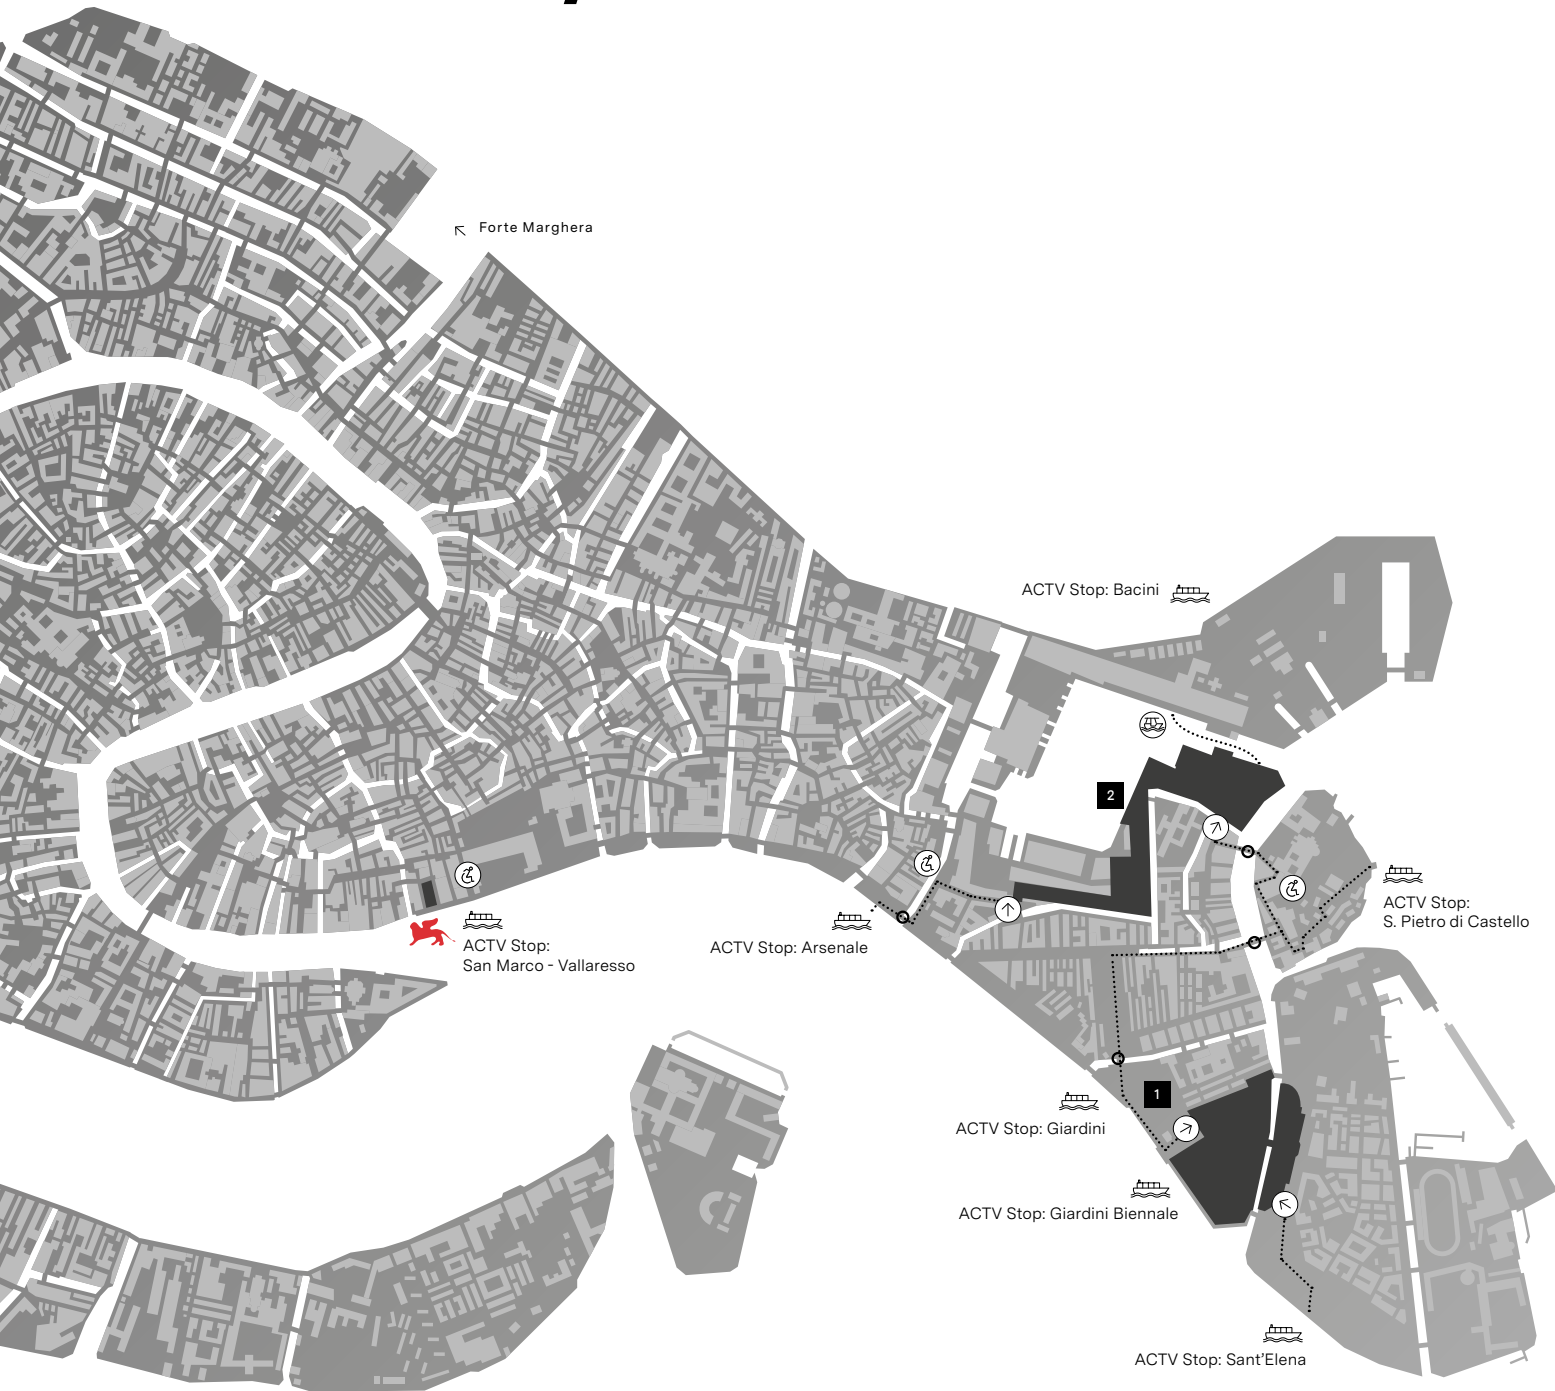 Forte Marghera
ACTV Stop: Bacini
2
ACTV Stop:
S. Pietro di Castello
ACTV Stop: Arsenale
ACTV Stop:
San Marco - Vallaresso
1
ACTV Stop: Giardini
ACTV Stop: Giardini Biennale
ACTV Stop: Sant'Elena